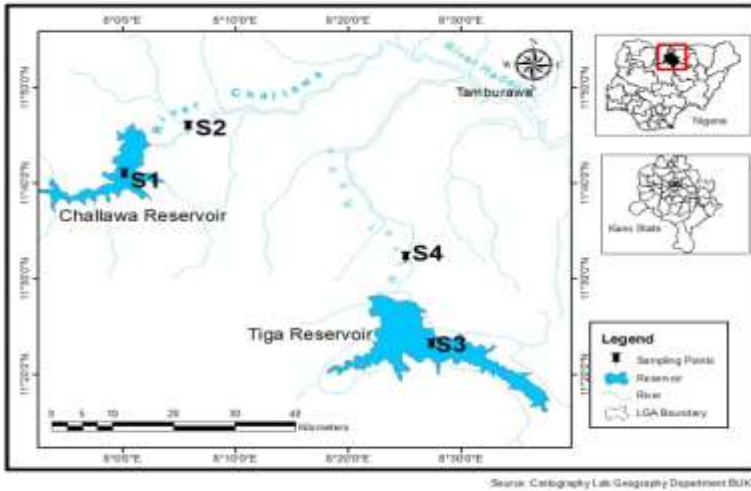 8°0'0"E 8°10'0"E 8°20'0"E 8°30'0"E
River Challawa
Tamburawa
S2
S1
Challawa Reservoir
S4
Tiga Reservoir
S3
Nigeria
Kano State
Legend
Sampling Points
Reservoir
River
LGA Boundary
0 5 10 20 30 40
Kilometers
8°0'0"E 8°10'0"E 8°20'0"E 8°30'0"E
Source: Cartography Lab Geography Department BUK